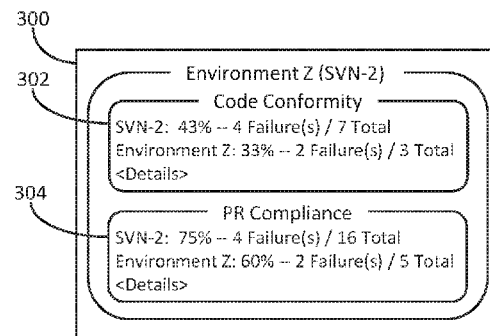 300
302
Environment Z (SVN-2)
Code Conformity
SVN-2: 43% -- 4 Failure(s) / 7 Total
Environment Z: 33% -- 2 Failure(s) / 3 Total
<Details>
304
PR Compliance
SVN-2: 75% -- 4 Failure(s) / 16 Total
Environment Z: 60% -- 2 Failure(s) / 5 Total
<Details>